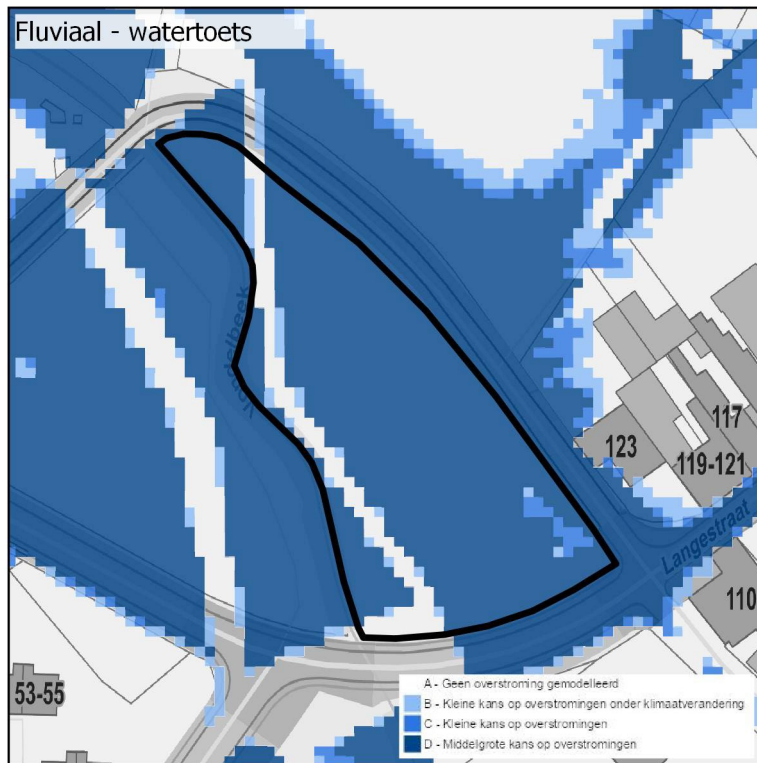 Fluviaal - watertoets
Vondelbeek
117
123
119-121
Langestraat
110
53-55
A - Geen overstroming gemodelleerd
B - Kleine kans op overstromingen onder klimaatverandering
C - Kleine kans op overstromingen
D - Middelgrote kans op overstromingen